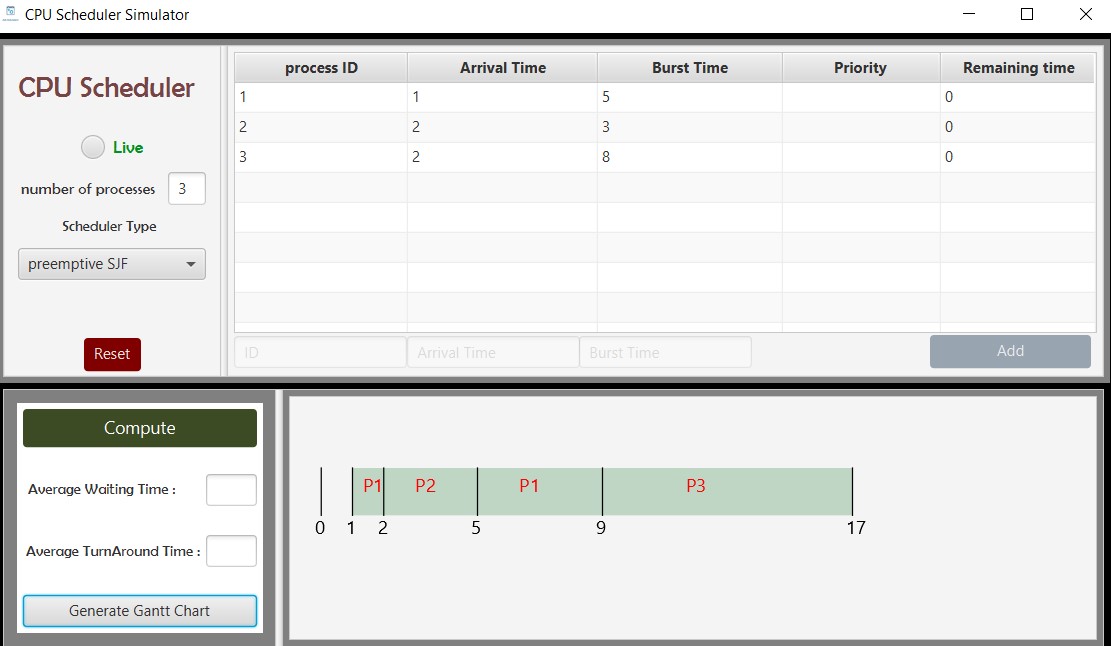 CPU Scheduler Simulator
CPU Scheduler
Live
number of processes 3
Scheduler Type
preemptive SJF
Reset
process ID Arrival Time Burst Time Priority Remaining time
1 1 5 0
2 2 3 0
3 2 8 0
ID Arrival Time Burst Time Add
Compute
Average Waiting Time :
Average TurnAround Time :
Generate Gantt Chart
P1 P2 P1 P3
0 1 2 5 9 17